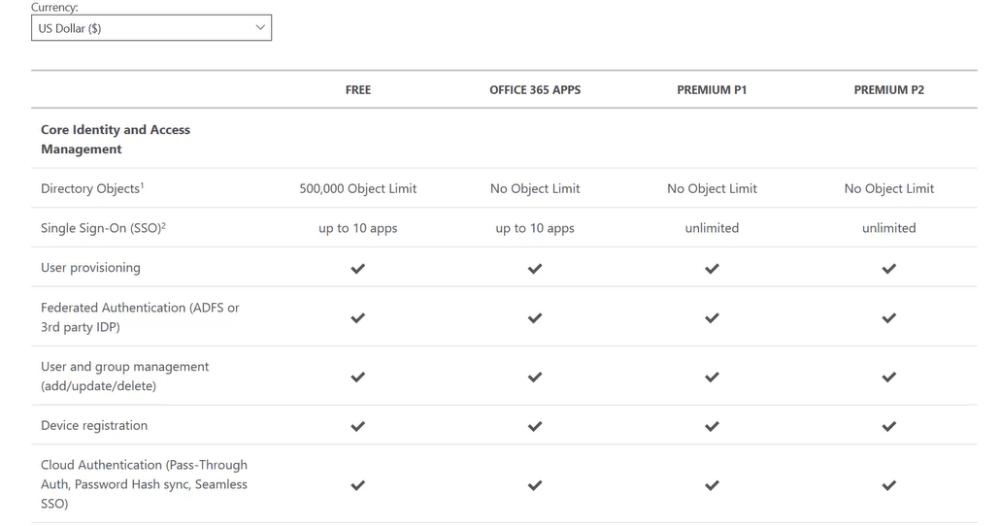 Currency:
US Dollar ($)
FREE OFFICE 365 APPS PREMIUM P1 PREMIUM P2
Core Identity and Access
Management
Directory Objects¹ 500,000 Object Limit No Object Limit No Object Limit No Object Limit
Single Sign-On (SSO)² up to 10 apps up to 10 apps unlimited unlimited
User provisioning ✔ ✔ ✔ ✔
Federated Authentication (ADFS or
3rd party IDP) ✔ ✔ ✔ ✔
User and group management
(add/update/delete) ✔ ✔ ✔ ✔
Device registration ✔ ✔ ✔ ✔
Cloud Authentication (Pass-Through
Auth, Password Hash sync, Seamless ✔ ✔ ✔ ✔
SSO)